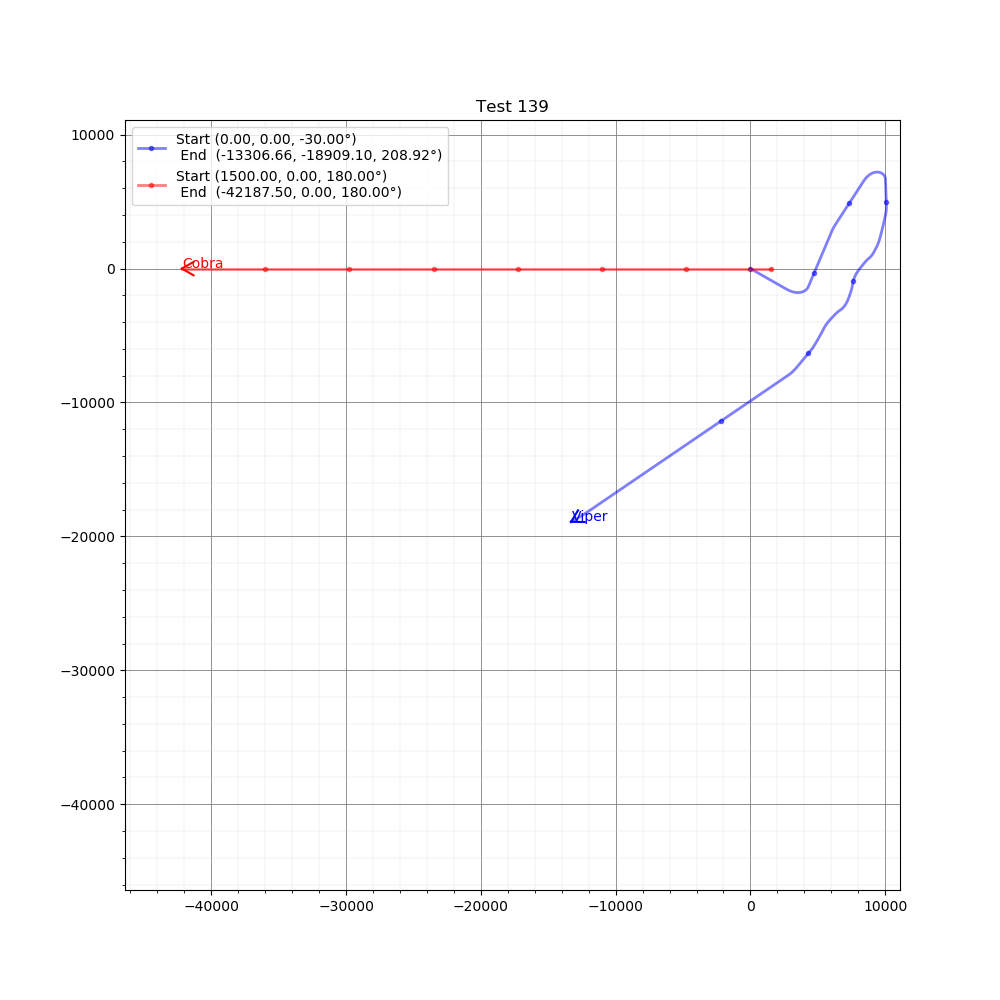 Test 139
Start (0.00, 0.00, -30.00°)
End (-13306.66, -18909.10, 208.92°)
Start (1500.00, 0.00, 180.00°)
End (-42187.50, 0.00, 180.00°)
10000
0
−10000
−20000
−30000
−40000
Cobra
Viper
−40000
−30000
−20000
−10000
0
10000